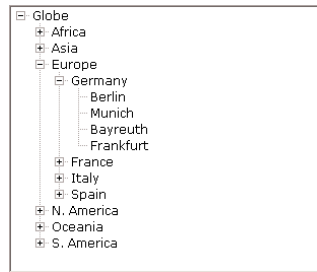 Globe
Africa
Asia
Europe
Germany
Berlin
Munich
Bayreuth
Frankfurt
France
Italy
Spain
N. America
Oceania
S. America